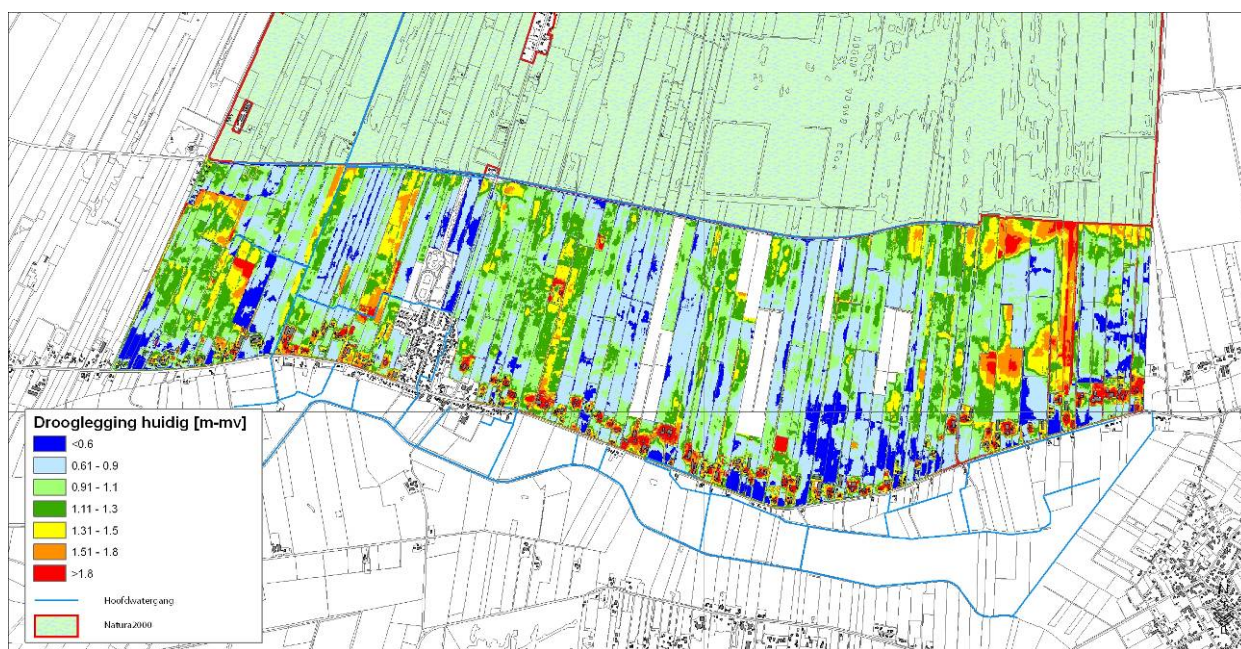 Drooglegging huidig [m-mv]
<0.6
0.61 - 0.9
0.91 - 1.1
1.11 - 1.3
1.31 - 1.5
1.51 - 1.8
>1.8
Hoofdwatergang
Natura2000